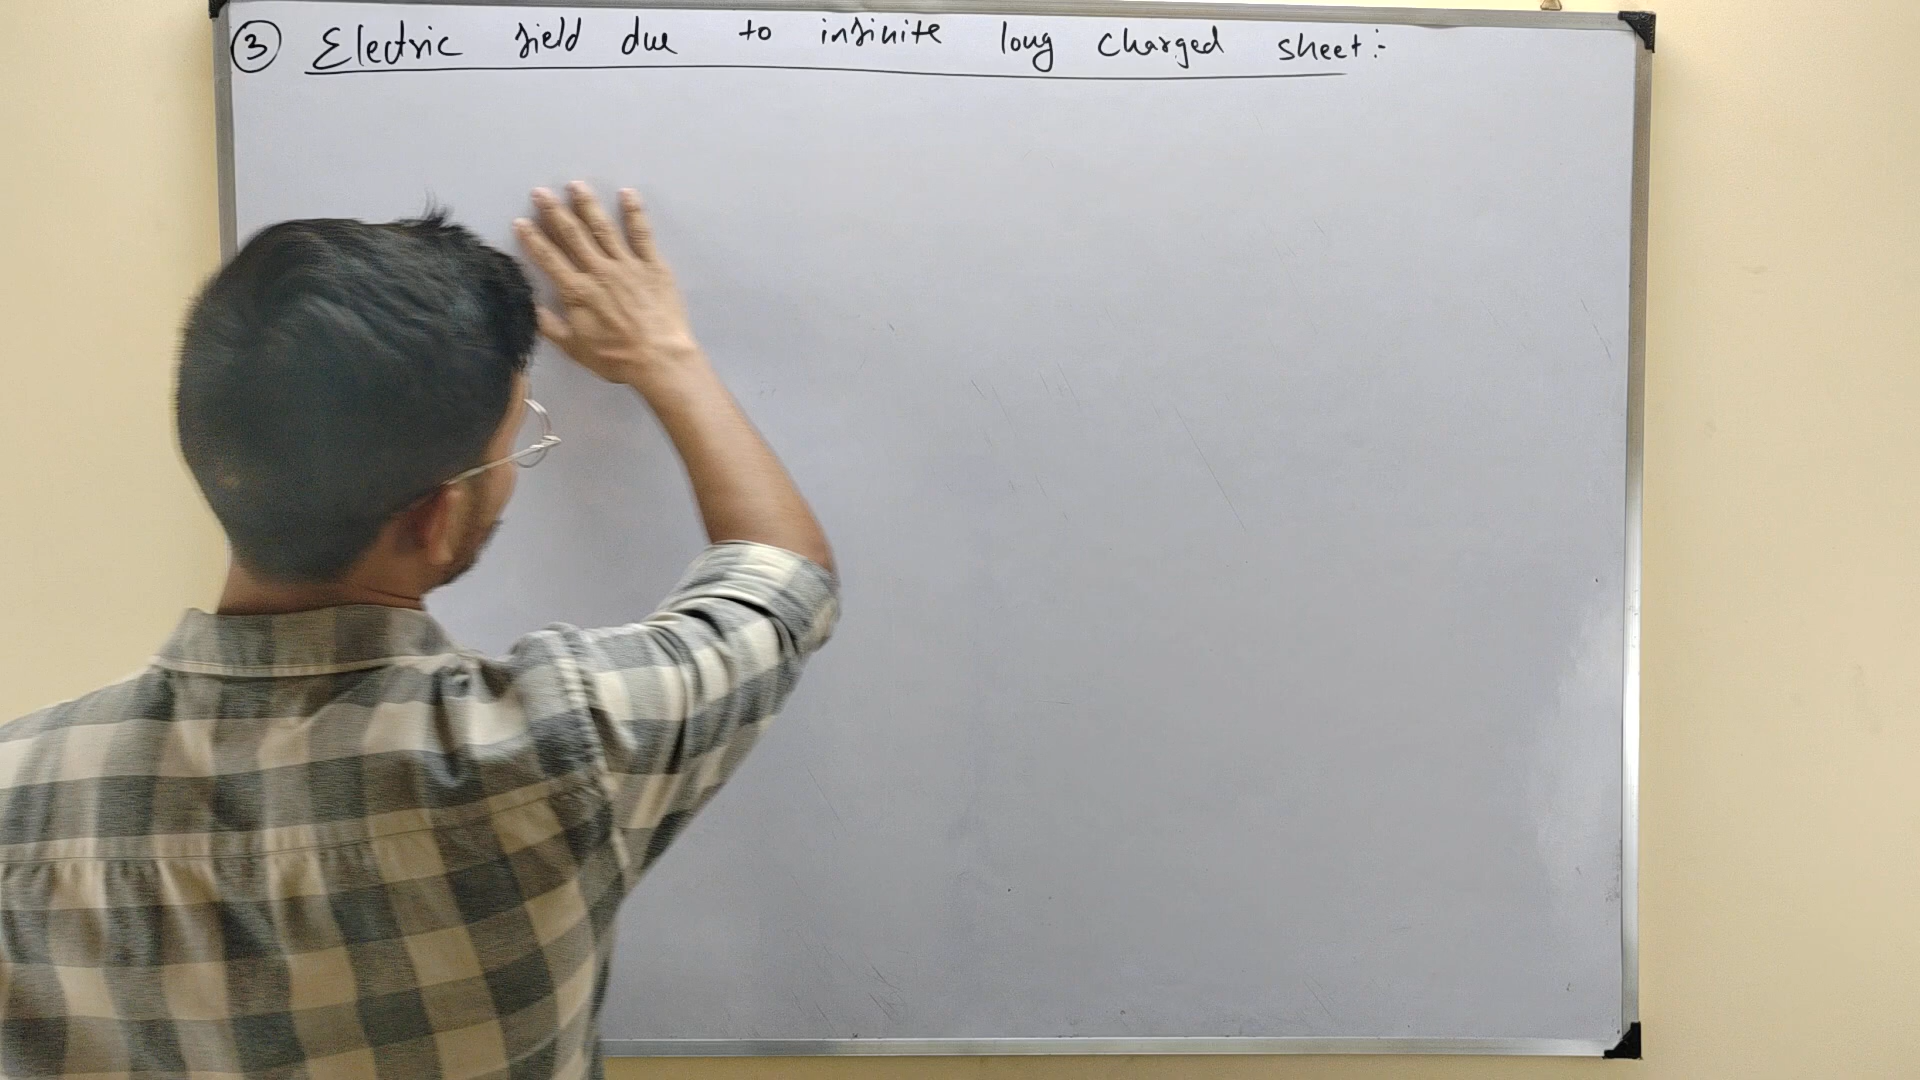 ③ Electric field due to infinite long charged sheet :-